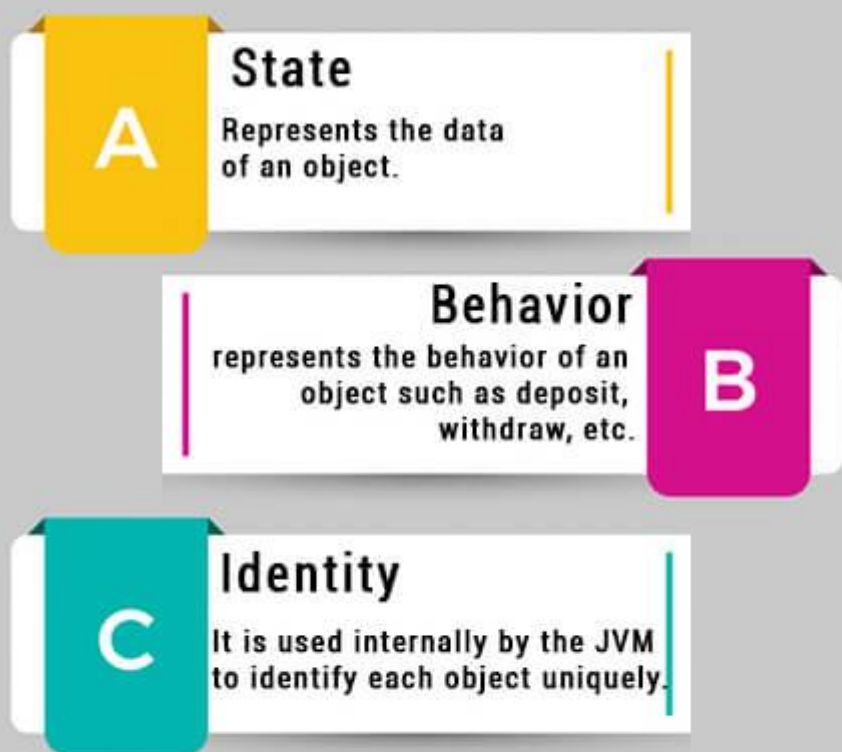 A
State
Represents the data
of an object.
Behavior
represents the behavior of an
object such as deposit,
withdraw, etc.
B
C
Identity
It is used internally by the JVM
to identify each object uniquely.